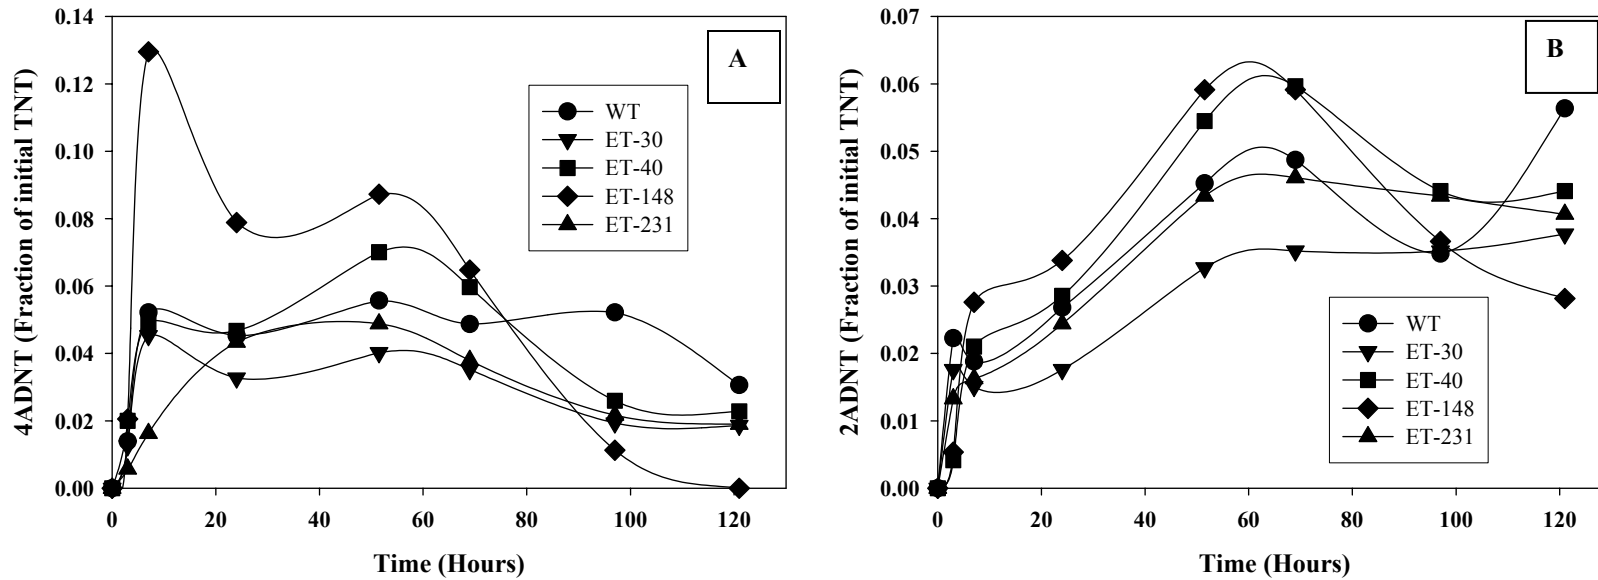 A
4ADNT (Fraction of initial TNT)
0.14
0.12
0.10
0.08
0.06
0.04
0.02
0.00
WT
ET-30
ET-40
ET-148
ET-231
0 20 40 60 80 100 120
Time (Hours)
B
2ADNT (Fraction of initial TNT)
0.07
0.06
0.05
0.04
0.03
0.02
0.01
0.00
WT
ET-30
ET-40
ET-148
ET-231
0 20 40 60 80 100 120
Time (Hours)